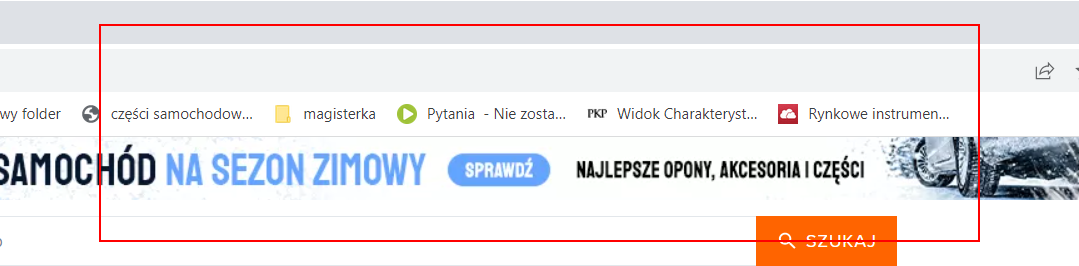 wy folder części samochodow... magisterka Pytania - Nie zosta... PKP Widok Charakteryst... Rynkowe instrumen...
SAMOCHÓD NA SEZON ZIMOWY SPRAWDŹ NAJLEPSZE OPONY, AKCESORIA I CZĘŚCI
SZUKAJ